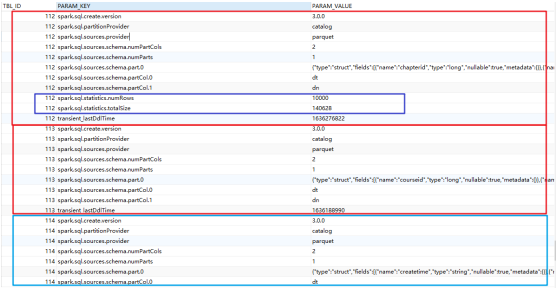 TBL_ID PARAM_KEY PARAM_VALUE
112 spark.sql.create.version 3.0.0
112 spark.sql.partitionProvider catalog
112 spark.sql.sources.provider parquet
112 spark.sql.sources.schema.numPartCols 2
112 spark.sql.sources.schema.numParts 1
112 spark.sql.sources.schema.part.0 {"type":"struct","fields":[{"name":"chapterid","type":"long","nullable":true,"metadata":{}},{"nam
112 spark.sql.sources.schema.partCol.0 dt
112 spark.sql.sources.schema.partCol.1 dn
112 spark.sql.statistics.numRows 10000
112 spark.sql.statistics.totalSize 140628
112 transient_lastDdlTime 1636276822
113 spark.sql.create.version 3.0.0
113 spark.sql.partitionProvider catalog
113 spark.sql.sources.provider parquet
113 spark.sql.sources.schema.numPartCols 2
113 spark.sql.sources.schema.numParts 1
113 spark.sql.sources.schema.part.0 {"type":"struct","fields":[{"name":"courseid","type":"long","nullable":true,"metadata":{}},{"nam
113 spark.sql.sources.schema.partCol.0 dt
113 spark.sql.sources.schema.partCol.1 dn
113 transient_lastDdlTime 1636188990
114 spark.sql.create.version 3.0.0
114 spark.sql.partitionProvider catalog
114 spark.sql.sources.provider parquet
114 spark.sql.sources.schema.numPartCols 2
114 spark.sql.sources.schema.numParts 1
114 spark.sql.sources.schema.part.0 {"type":"struct","fields":[{"name":"createtime","type":"string","nullable":true,"metadata":{}},{"
114 spark.sql.sources.schema.partCol.0 dt